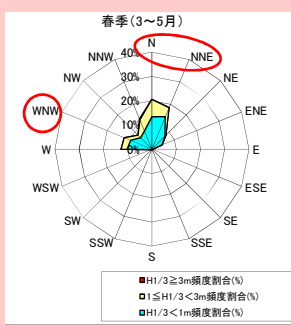 春季(3～5月)
N
NNW
NNE
NW
NE
WNW
ENE
W
E
WSW
ESE
SW
SE
SSW
SSE
S
40%
30%
20%
10%
0%
H1/3≧3m頻度割合(%)
1≦H1/3＜3m頻度割合(%)
H1/3＜1m頻度割合(%)